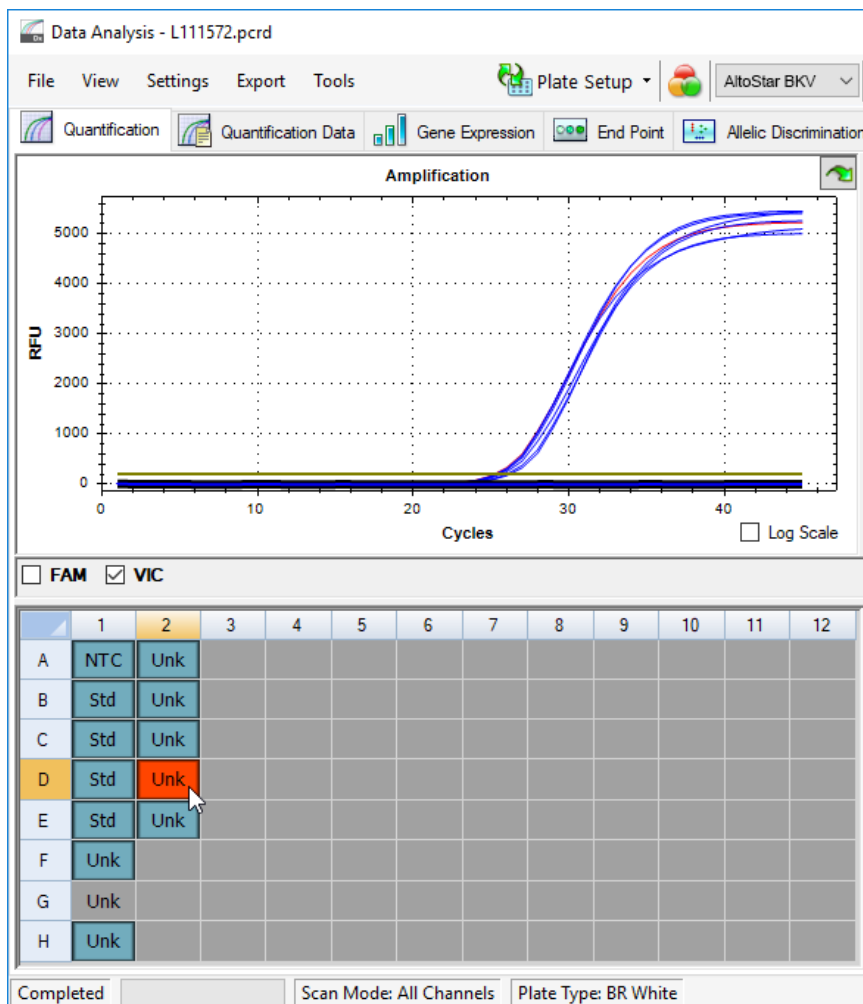 Data Analysis - L111572.pcrd
File View Settings Export Tools Plate Setup AltoStar BKV
Quantification Quantification Data Gene Expression End Point Allelic Discrimination
Amplification
5000
4000
3000
2000
1000
0
RFU
0 10 20 30 40
Cycles
Log Scale
FAM VIC
1 2 3 4 5 6 7 8 9 10 11 12
A NTC Unk
B Std Unk
C Std Unk
D Std Unk
E Std Unk
F Unk
G Unk
H Unk
Completed Scan Mode: All Channels Plate Type: BR White